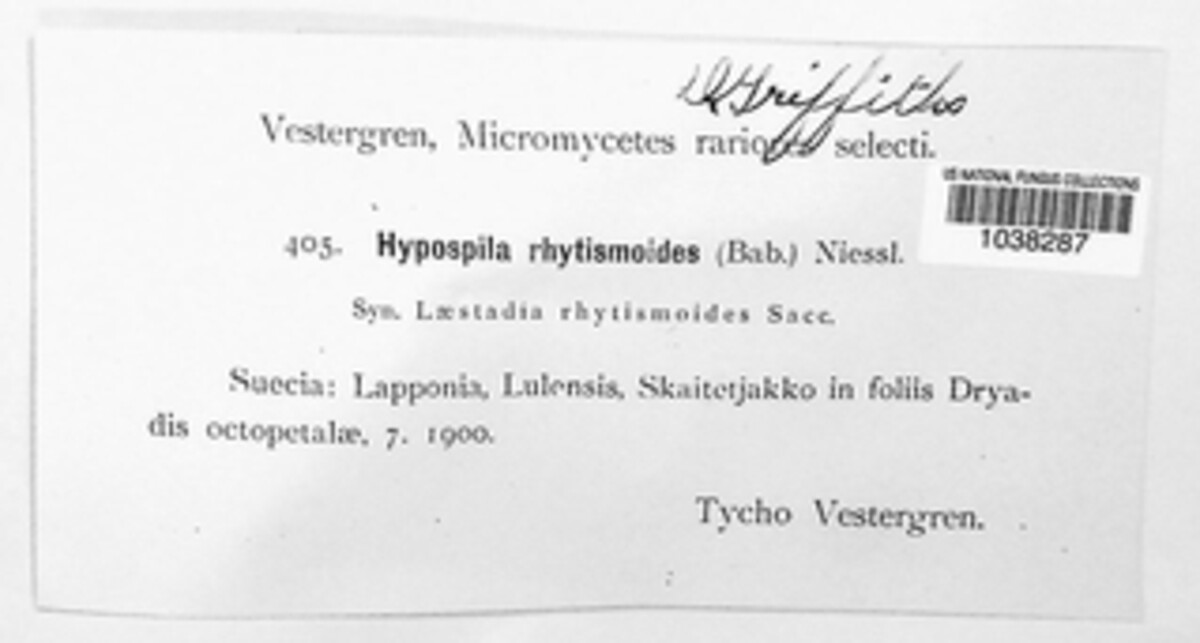 D Griffiths
Vestergren, Micromycetes rariores selecti.
US NATIONAL FUNGUS COLLECTIONS
1038287
405. Hypospila rhytismoides (Bab.) Niessl.
Syn. Læstadia rhytismoides Sacc.
Suecia: Lapponia, Lulensis, Skaitetjakko in foliis Drya-
dis octopetalæ, 7. 1900.
Tycho Vestergren.